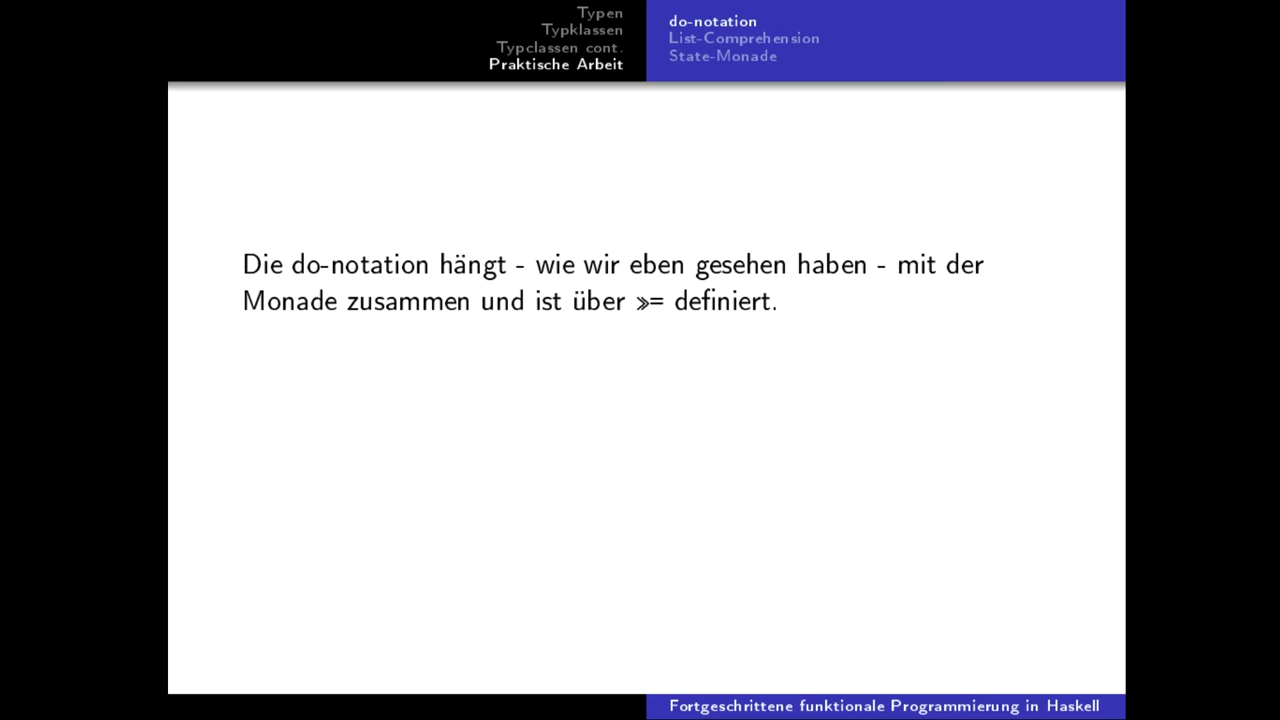 Typen
Typklassen
Typclassen cont.
Praktische Arbeit
do-notation
List-Comprehension
State-Monade
Die do-notation hängt - wie wir eben gesehen haben - mit der
Monade zusammen und ist über »= definiert.
Fortgeschrittene funktionale Programmierung in Haskell